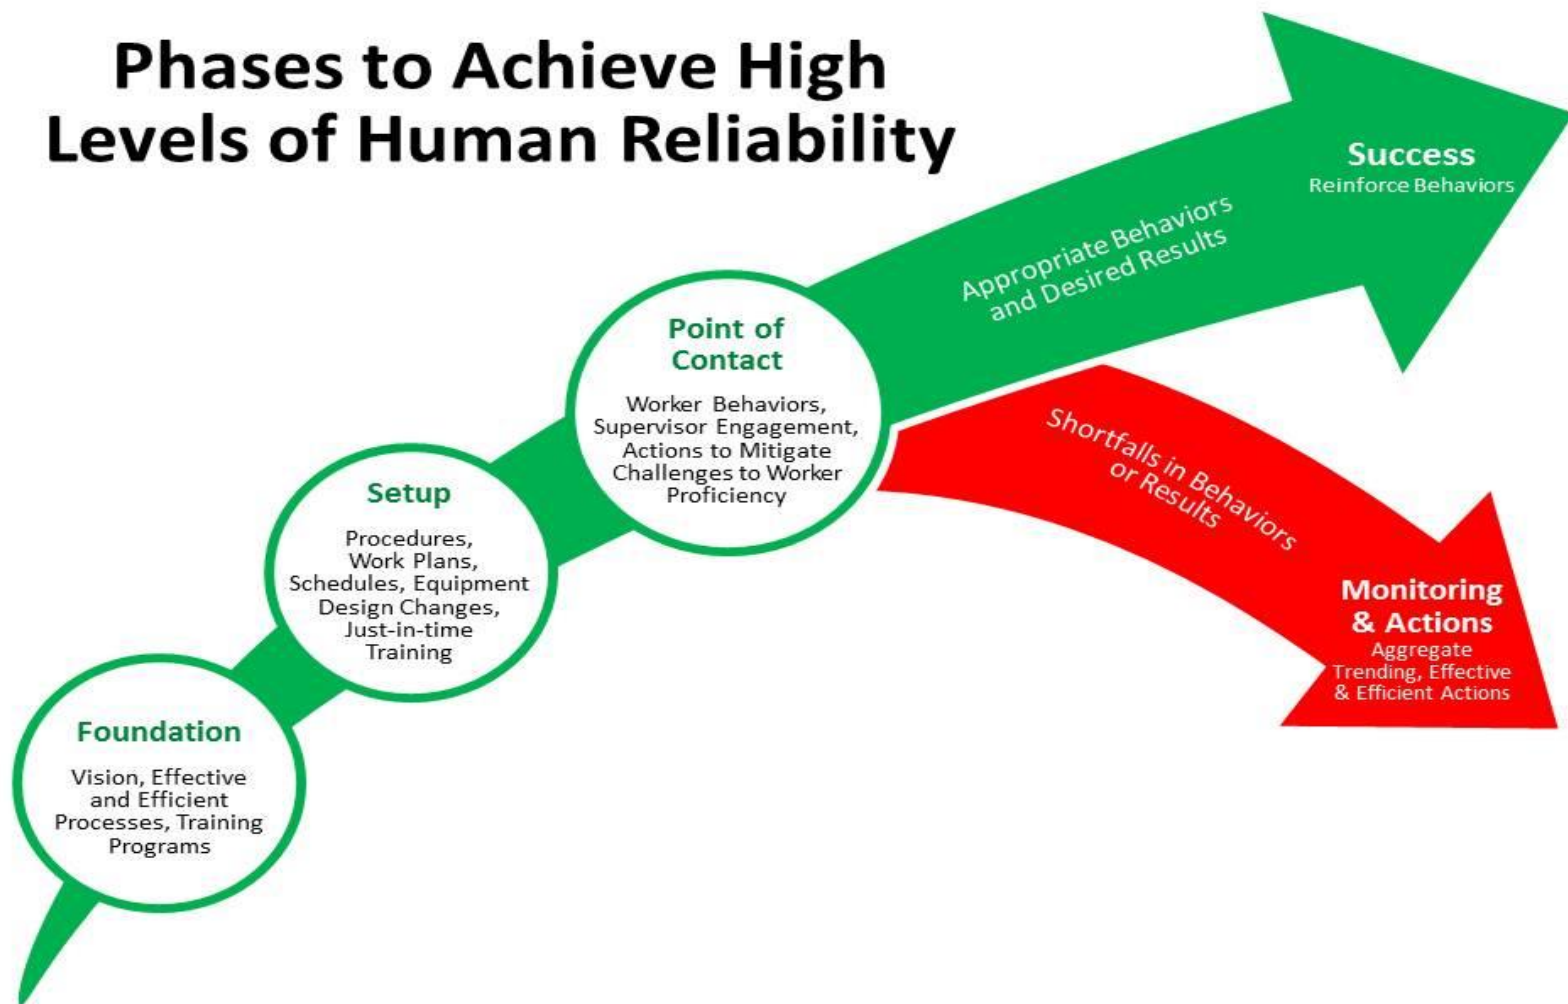 Phases to Achieve High
Levels of Human Reliability
Success
Reinforce Behaviors
Appropriate Behaviors
and Desired Results
Point of
Contact
Worker Behaviors,
Supervisor Engagement,
Actions to Mitigate
Challenges to Worker
Proficiency
Shortfalls in Behaviors
or Results
Setup
Procedures,
Work Plans,
Schedules, Equipment
Design Changes,
Just-in-time
Training
Monitoring
& Actions
Aggregate
Trending, Effective
& Efficient Actions
Foundation
Vision, Effective
and Efficient
Processes, Training
Programs